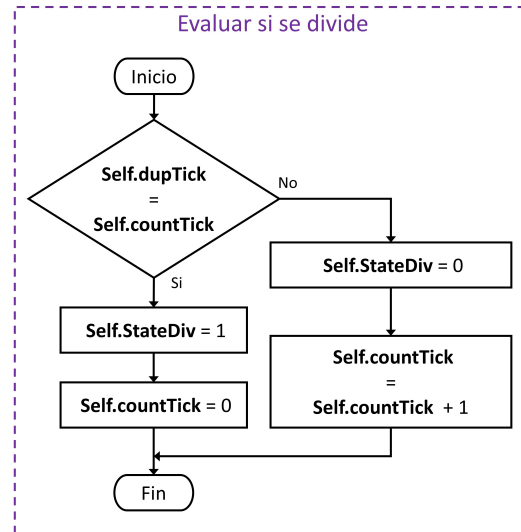 Evaluar si se divide
Inicio
Self.dupTick
=
Self.countTick
No
Si
Self.StateDiv = 0
Self.StateDiv = 1
Self.countTick
=
Self.countTick + 1
Self.countTick = 0
Fin